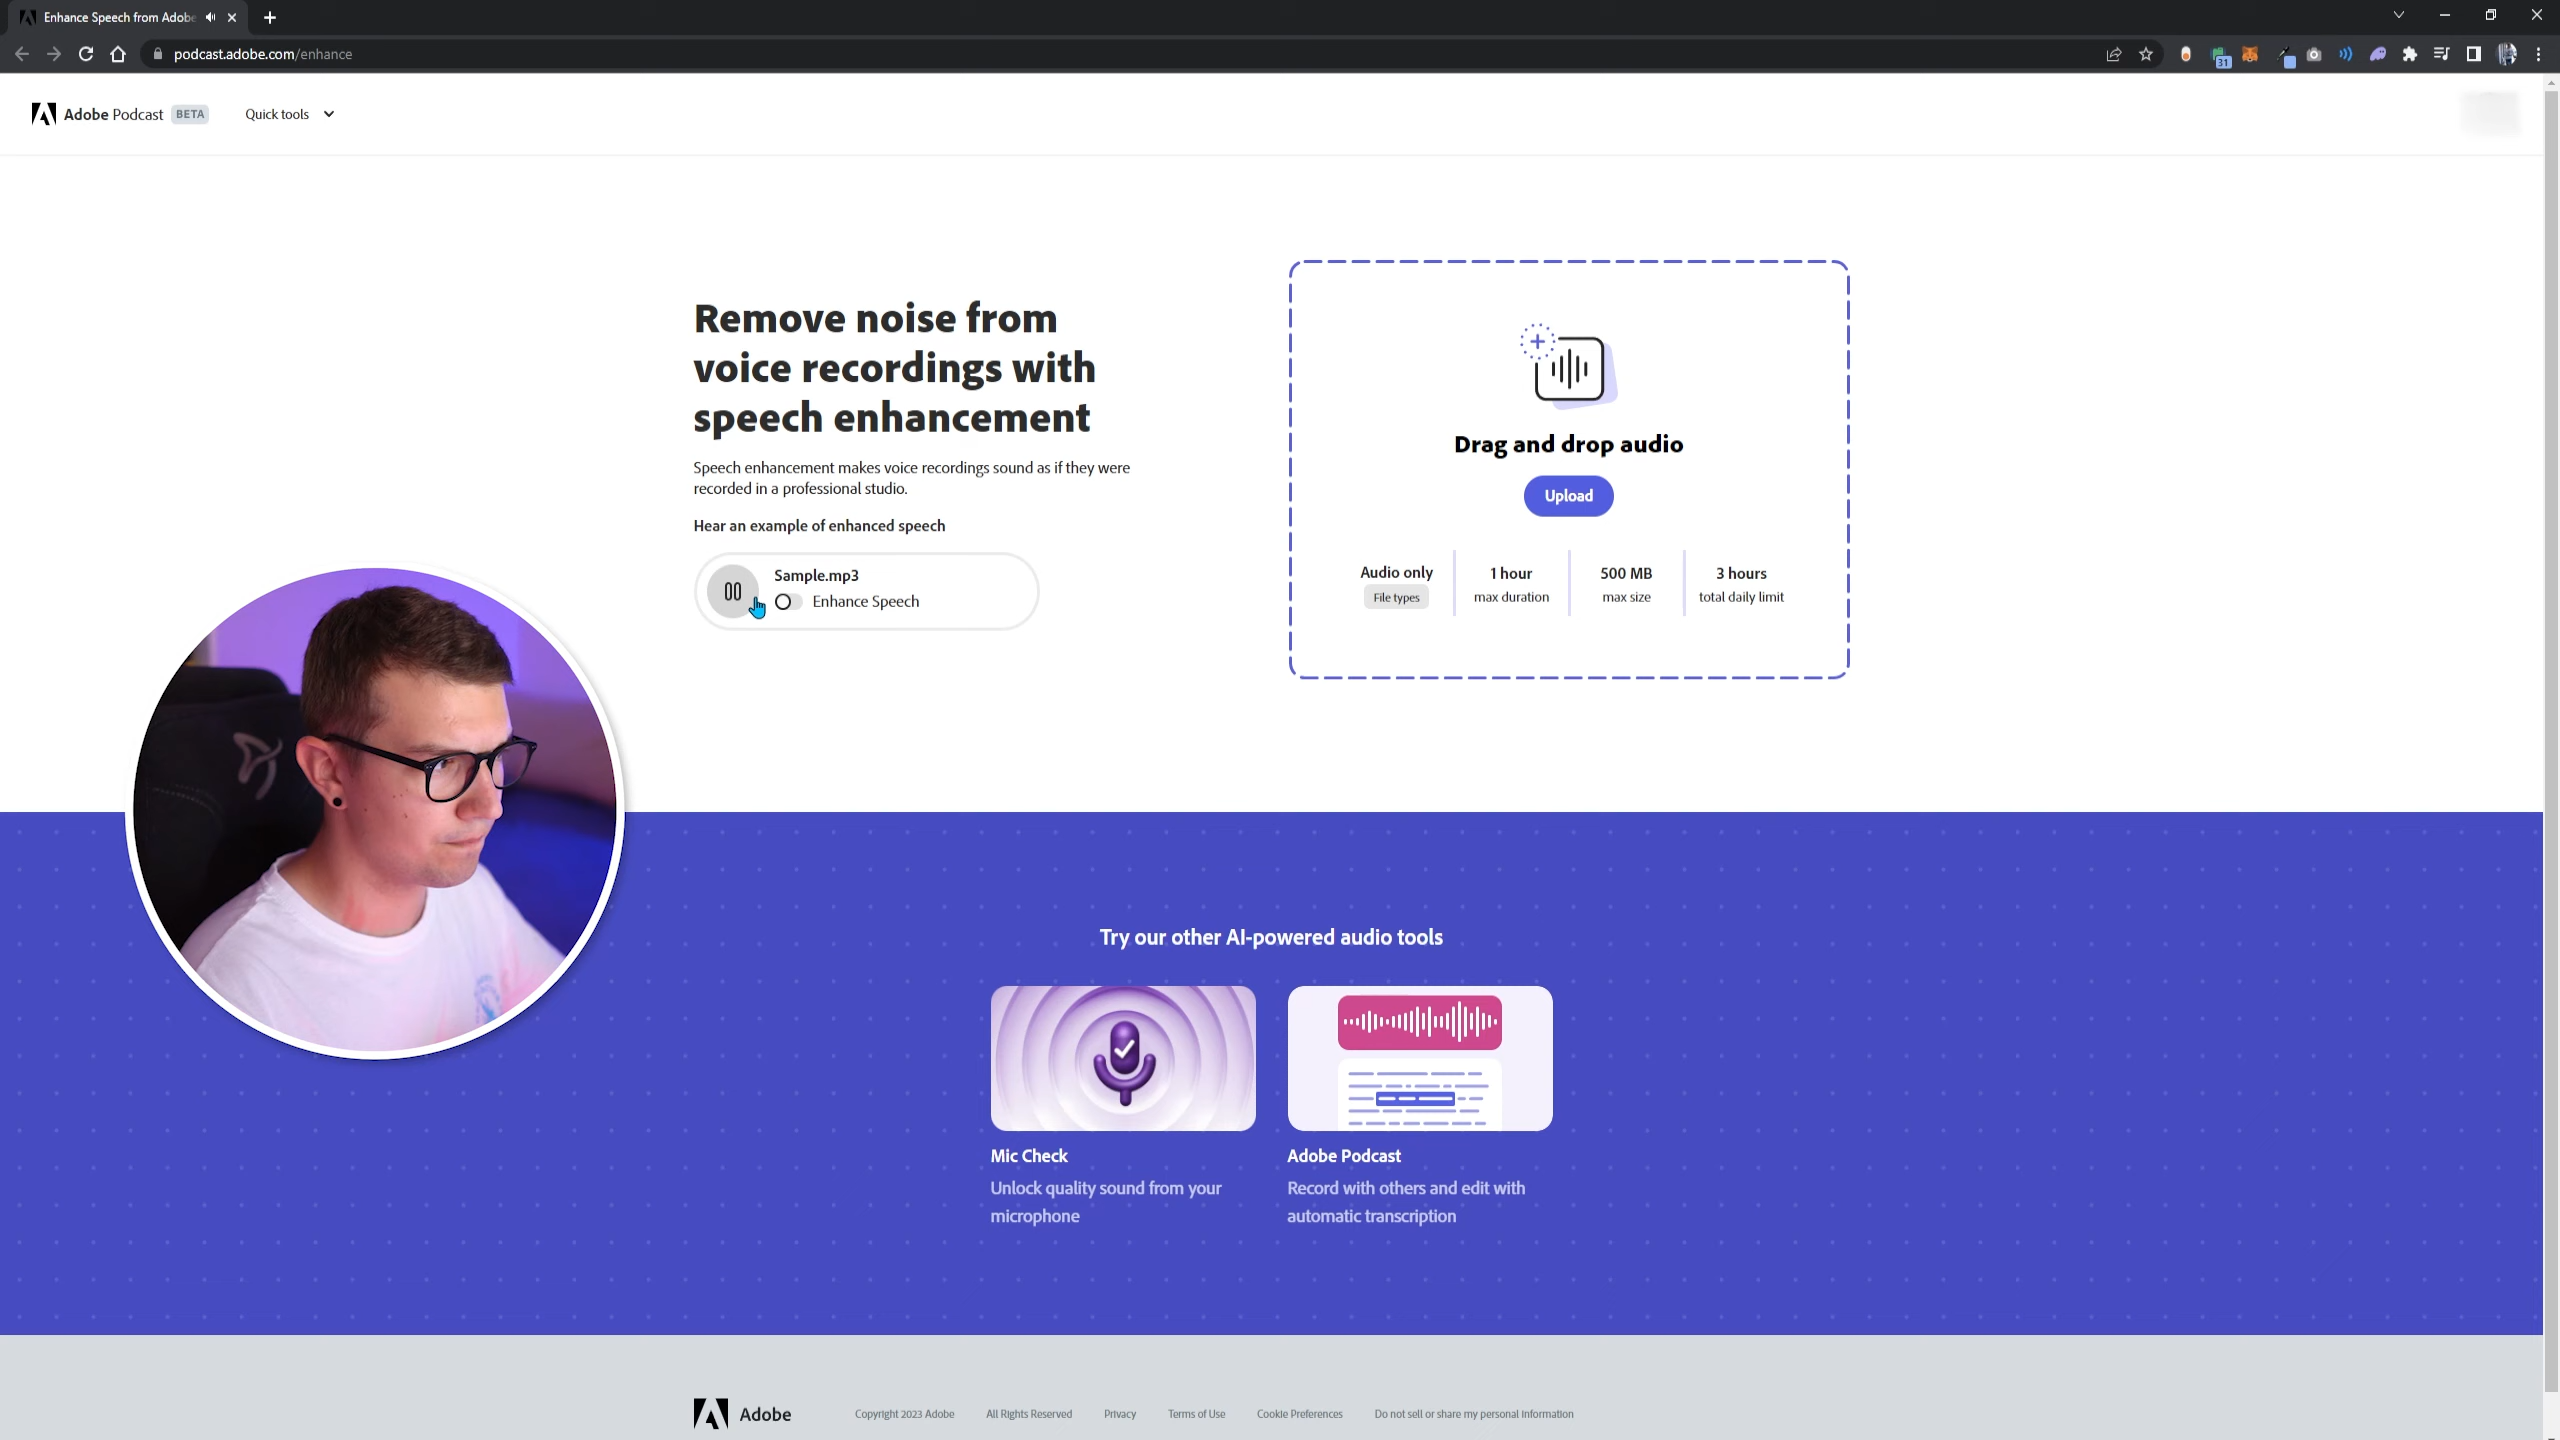 Enhance Speech from Adobe
podcast.adobe.com/enhance
31
Adobe Podcast BETA
Quick tools
Remove noise from
voice recordings with
speech enhancement
Speech enhancement makes voice recordings sound as if they were
recorded in a professional studio.
Hear an example of enhanced speech
Sample.mp3
Enhance Speech
Drag and drop audio
Upload
Audio only
File types
1 hour
max duration
500 MB
max size
3 hours
total daily limit
Try our other AI-powered audio tools
Mic Check
Unlock quality sound from your
microphone
Adobe Podcast
Record with others and edit with
automatic transcription
Adobe
Copyright 2023 Adobe
All Rights Reserved
Privacy
Terms of Use
Cookie Preferences
Do not sell or share my personal information